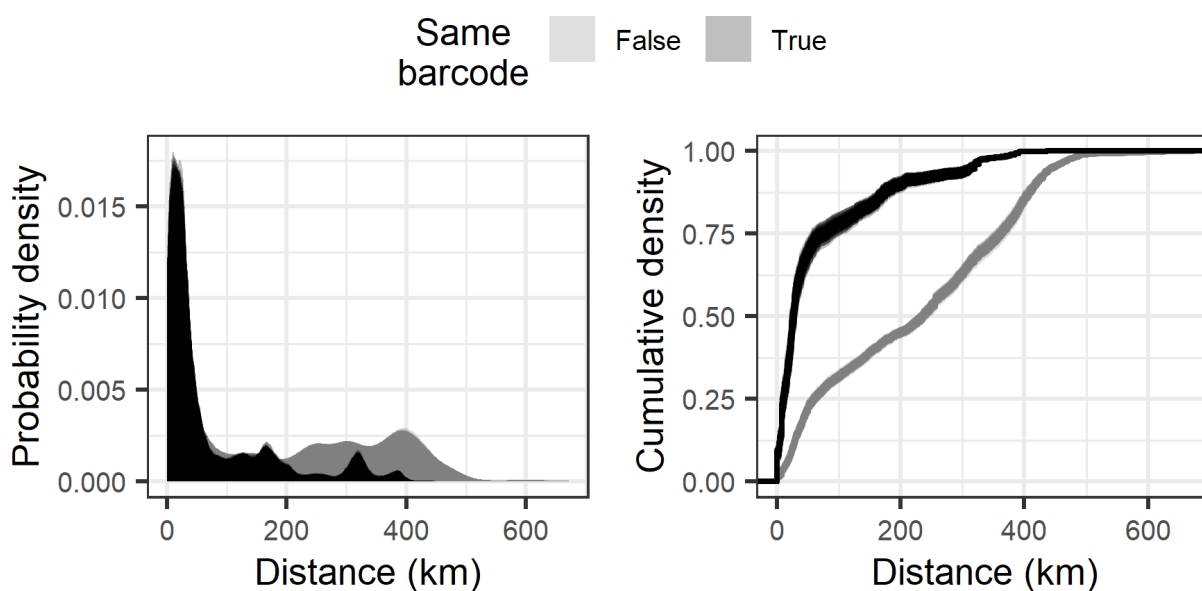 Same
barcode
False
True
Probability density
0.015
0.010
0.005
0.000
0
200
400
600
Distance (km)
Cumulative density
1.00
0.75
0.50
0.25
0.00
0
200
400
600
Distance (km)